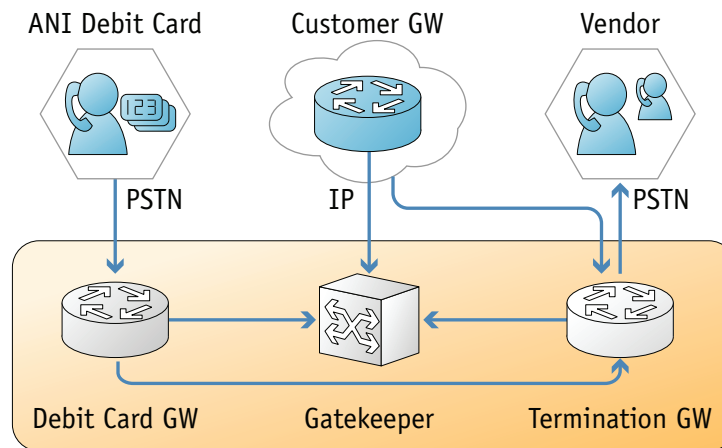 ANI Debit Card
Customer GW
Vendor
123
PSTN
IP
PSTN
Debit Card GW
Gatekeeper
Termination GW